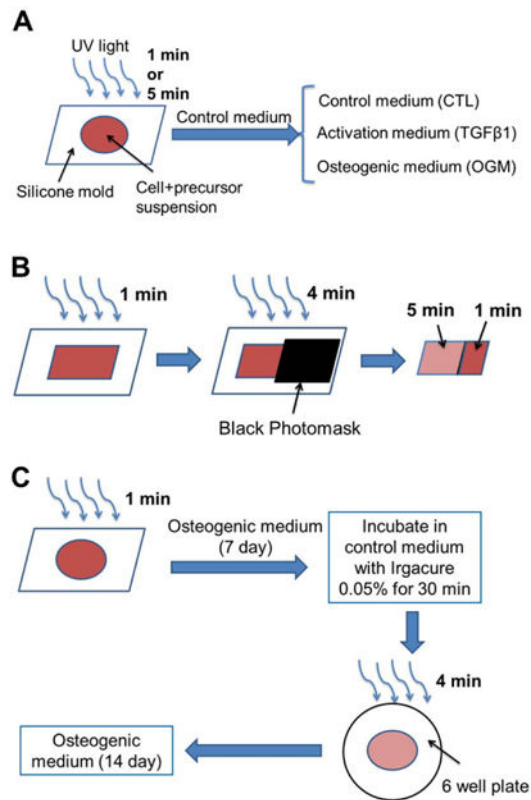 A
UV light
1 min
or
5 min
Control medium
Control medium (CTL)
Activation medium (TGFβ1)
Osteogenic medium (OGM)
Silicone mold
Cell+precursor
suspension
B
1 min
4 min
5 min
1 min
Black Photomask
C
1 min
Osteogenic medium
(7 day)
Incubate in
control medium
with Irgacure
0.05% for 30 min
4 min
Osteogenic
medium (14 day)
6 well plate